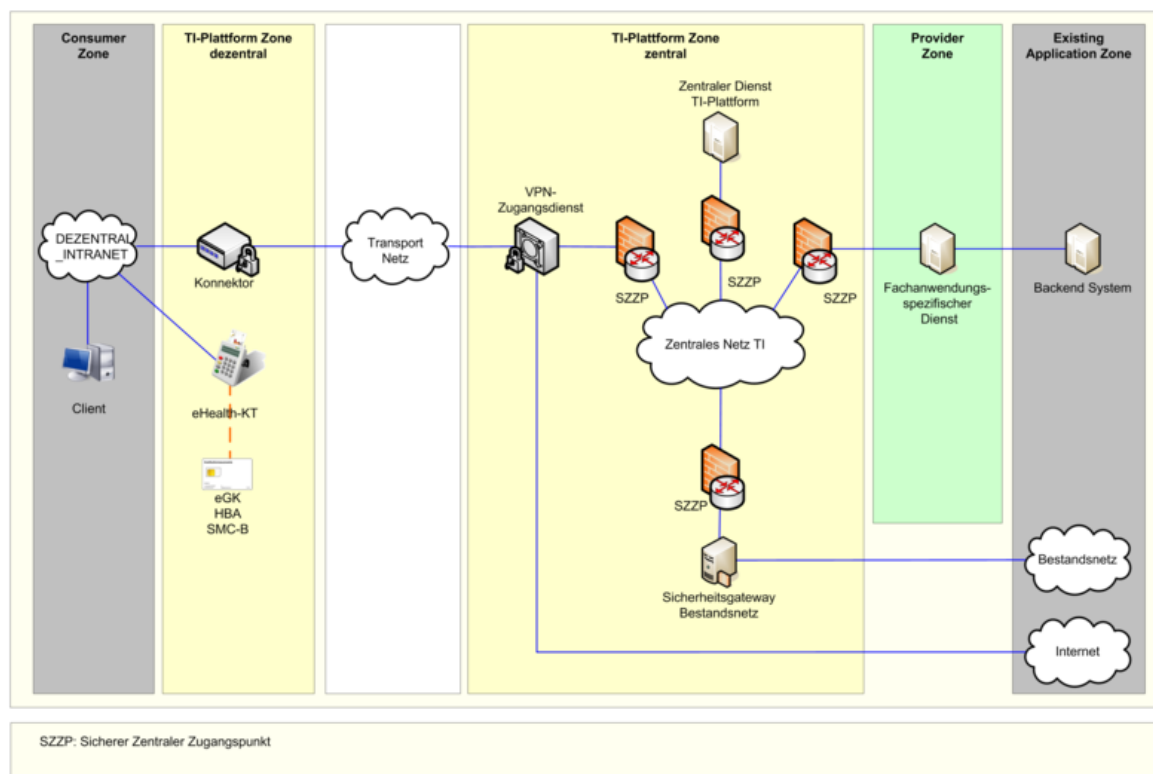 Consumer
Zone
TI-Plattform Zone
dezentral
TI-Plattform Zone
zentral
Provider
Zone
Existing
Application Zone
Zentraler Dienst
TI-Plattform
VPN-
Zugangsdienst
DEZENTRAL
_INTRANET
Konnektor
Transport
Netz
SZZP
SZZP
SZZP
Fachanwendungs-
spezifischer
Dienst
Backend System
Zentrales Netz TI
Client
eHealth-KT
eGK
HBA
SMC-B
SZZP
Sicherheitsgateway
Bestandsnetz
Bestandsnetz
Internet
SZZP: Sicherer Zentraler Zugangspunkt